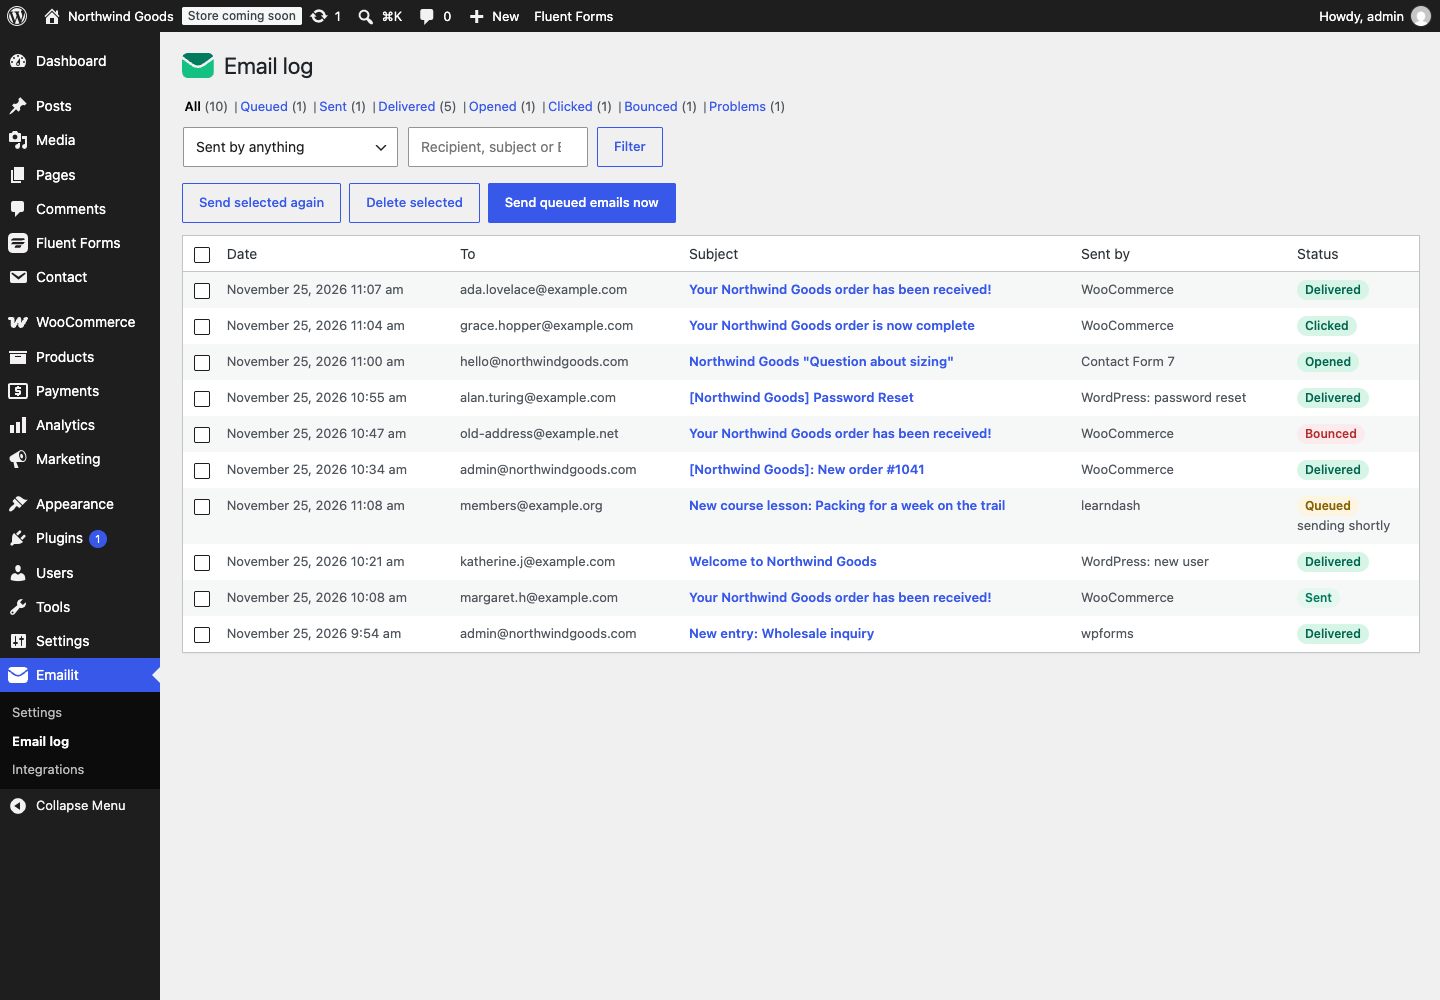 Northwind Goods Store coming soon 1 ⌘K 0 New Fluent Forms Howdy, admin
Dashboard
Posts
Media
Pages
Comments
Fluent Forms
Contact
WooCommerce
Products
Payments
Analytics
Marketing
Appearance
Plugins 1
Users
Tools
Settings
Emailit
Settings
Email log
Integrations
Collapse Menu
Email log
All (10) | Queued (1) | Sent (1) | Delivered (5) | Opened (1) | Clicked (1) | Bounced (1) | Problems (1)
Sent by anything Recipient, subject or Filter
Send selected again Delete selected Send queued emails now
Date To Subject Sent by Status
November 25, 2026 11:07 am ada.lovelace@example.com Your Northwind Goods order has been received! WooCommerce Delivered
November 25, 2026 11:04 am grace.hopper@example.com Your Northwind Goods order is now complete WooCommerce Clicked
November 25, 2026 11:00 am hello@northwindgoods.com Northwind Goods "Question about sizing" Contact Form 7 Opened
November 25, 2026 10:55 am alan.turing@example.com [Northwind Goods] Password Reset WordPress: password reset Delivered
November 25, 2026 10:47 am old-address@example.net Your Northwind Goods order has been received! WooCommerce Bounced
November 25, 2026 10:34 am admin@northwindgoods.com [Northwind Goods]: New order #1041 WooCommerce Delivered
November 25, 2026 11:08 am members@example.org New course lesson: Packing for a week on the trail learndash Queued
sending shortly
November 25, 2026 10:21 am katherine.j@example.com Welcome to Northwind Goods WordPress: new user Delivered
November 25, 2026 10:08 am margaret.h@example.com Your Northwind Goods order has been received! WooCommerce Sent
November 25, 2026 9:54 am admin@northwindgoods.com New entry: Wholesale inquiry wpforms Delivered